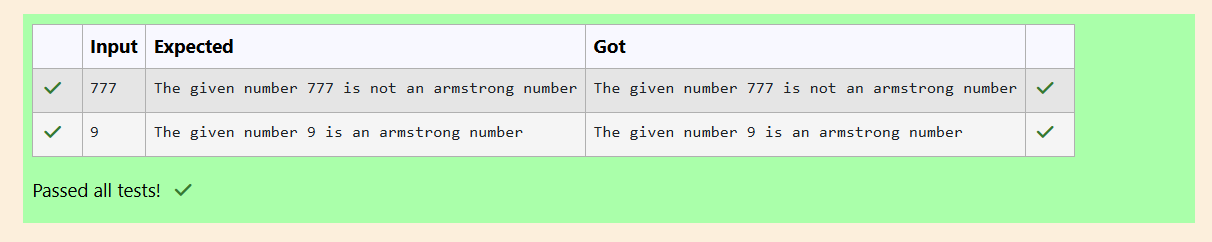 Input Expected Got
777 The given number 777 is not an armstrong number The given number 777 is not an armstrong number
9 The given number 9 is an armstrong number The given number 9 is an armstrong number
Passed all tests!